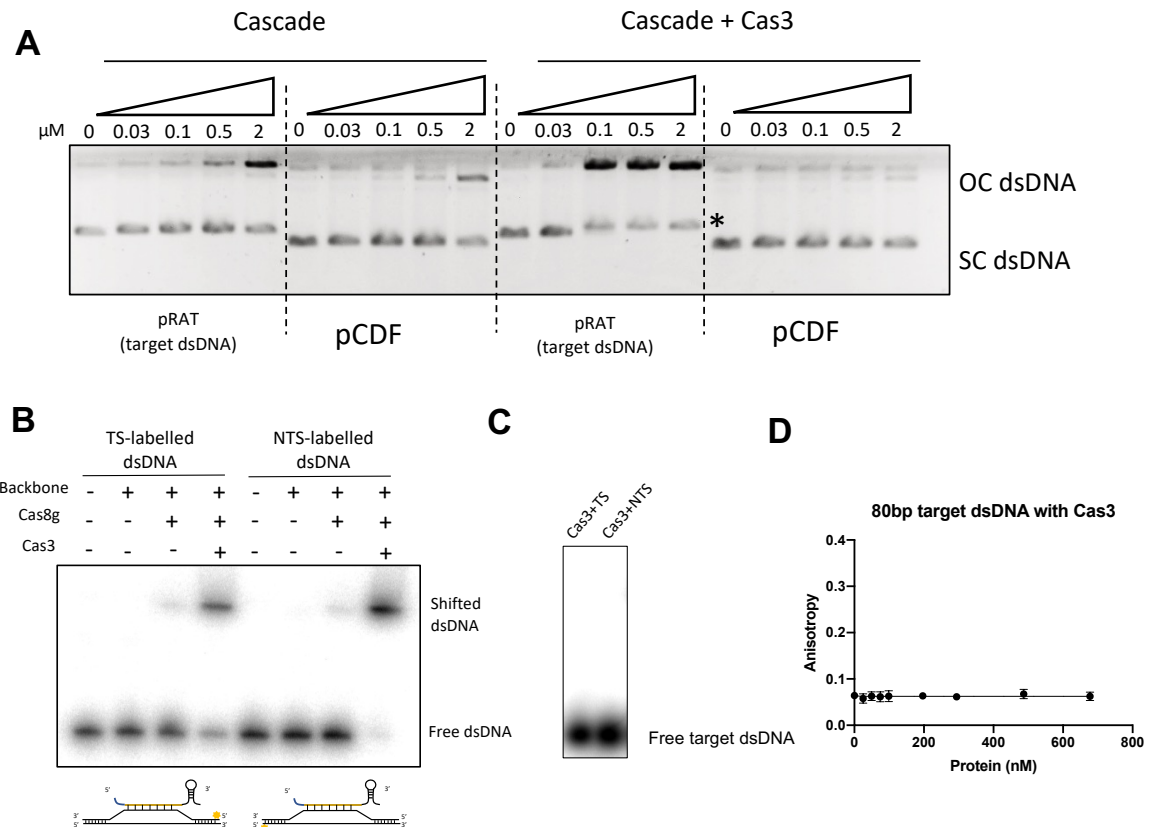 A
Cascade
Cascade + Cas3
µM 0 0.03 0.1 0.5 2 0 0.03 0.1 0.5 2 0 0.03 0.1 0.5 2 0 0.03 0.1 0.5 2
OC dsDNA
*
SC dsDNA
pRAT
(target dsDNA)
pCDF
pRAT
(target dsDNA)
pCDF
B
TS-labelled
dsDNA
NTS-labelled
dsDNA
Backbone - + + + - + + +
Cas8g - - + + - - + +
Cas3 - - - + - - - +
Shifted
dsDNA
Free dsDNA
5' 3'
3' 5'
5' 3'
5' 3'
3' 5'
5' 3'
C
Cas3+TS
Cas3+NTS
Free target dsDNA
D
80bp target dsDNA with Cas3
Anisotropy
0.4
0.3
0.2
0.1
0.0
0 200 400 600 800
Protein (nM)